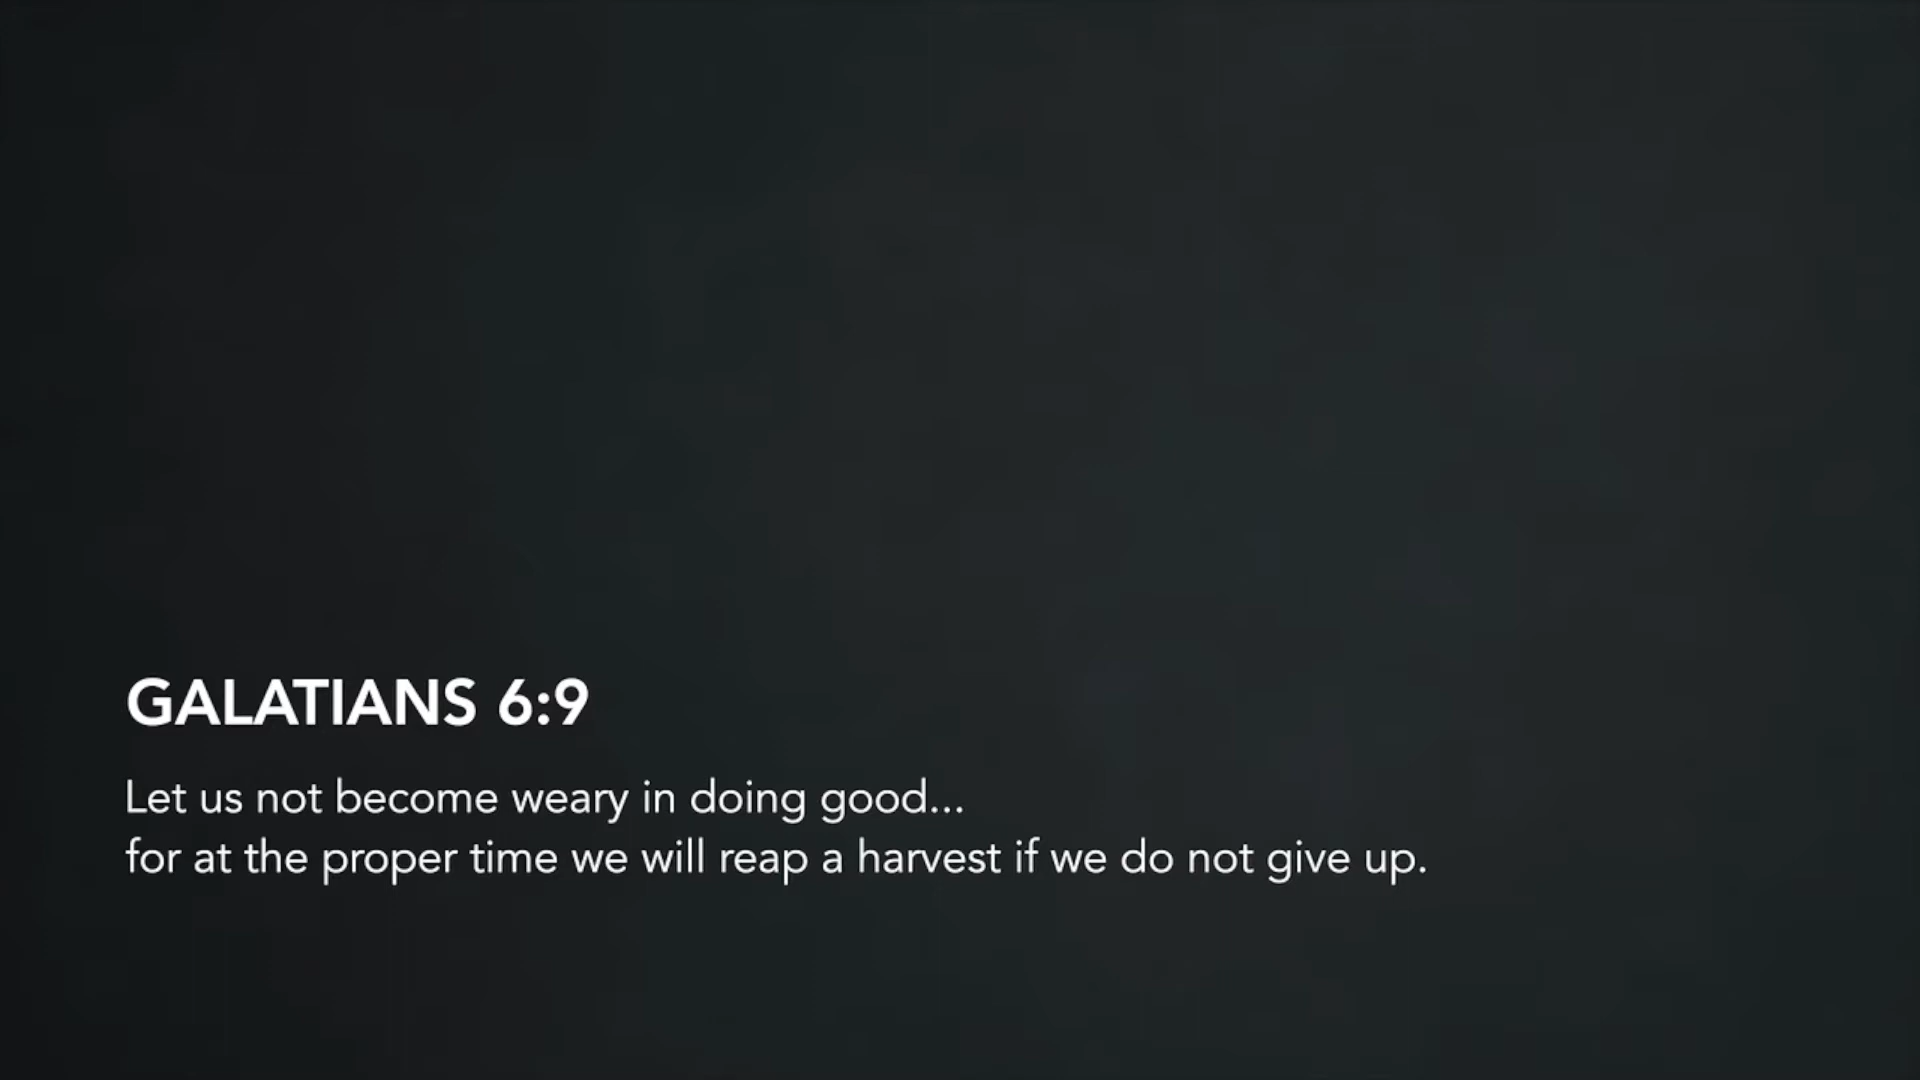 GALATIANS 6:9
Let us not become weary in doing good...
for at the proper time we will reap a harvest if we do not give up.